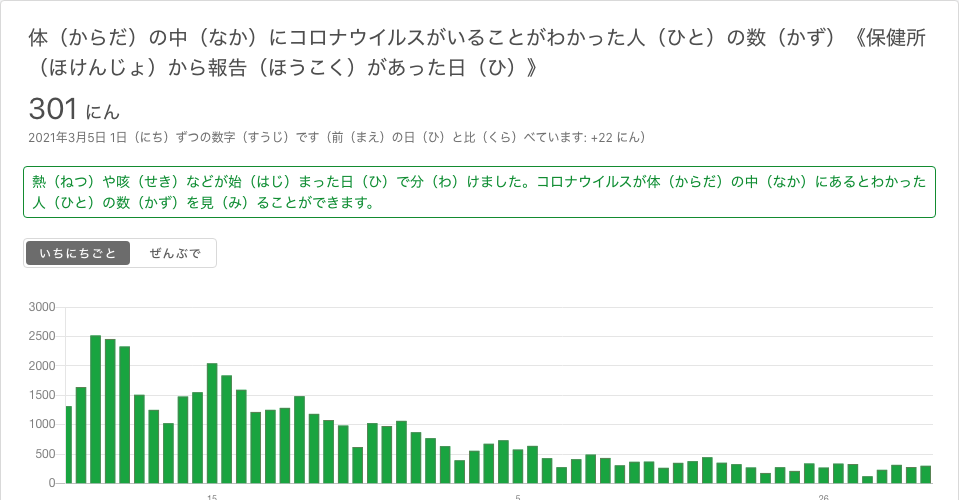 体（からだ）の中（なか）にコロナウイルスがいることがわかった人（ひと）の数（かず）《保健所
（ほけんじょ）から報告（ほうこく）があった日（ひ）》
301 にん
2021年3月5日 1日（にち）ずつの数字（すうじ）です（前（まえ）の日（ひ）と比（くら）べています: +22 にん）
熱（ねつ）や咳（せき）などが始（はじ）まった日（ひ）で分（わ）けました。コロナウイルスが体（からだ）の中（なか）にあるとわかった
人（ひと）の数（かず）を見（み）ることができます。
いちにちごと ぜんぶで
3000
2500
2000
1500
1000
500
0
15 5 26